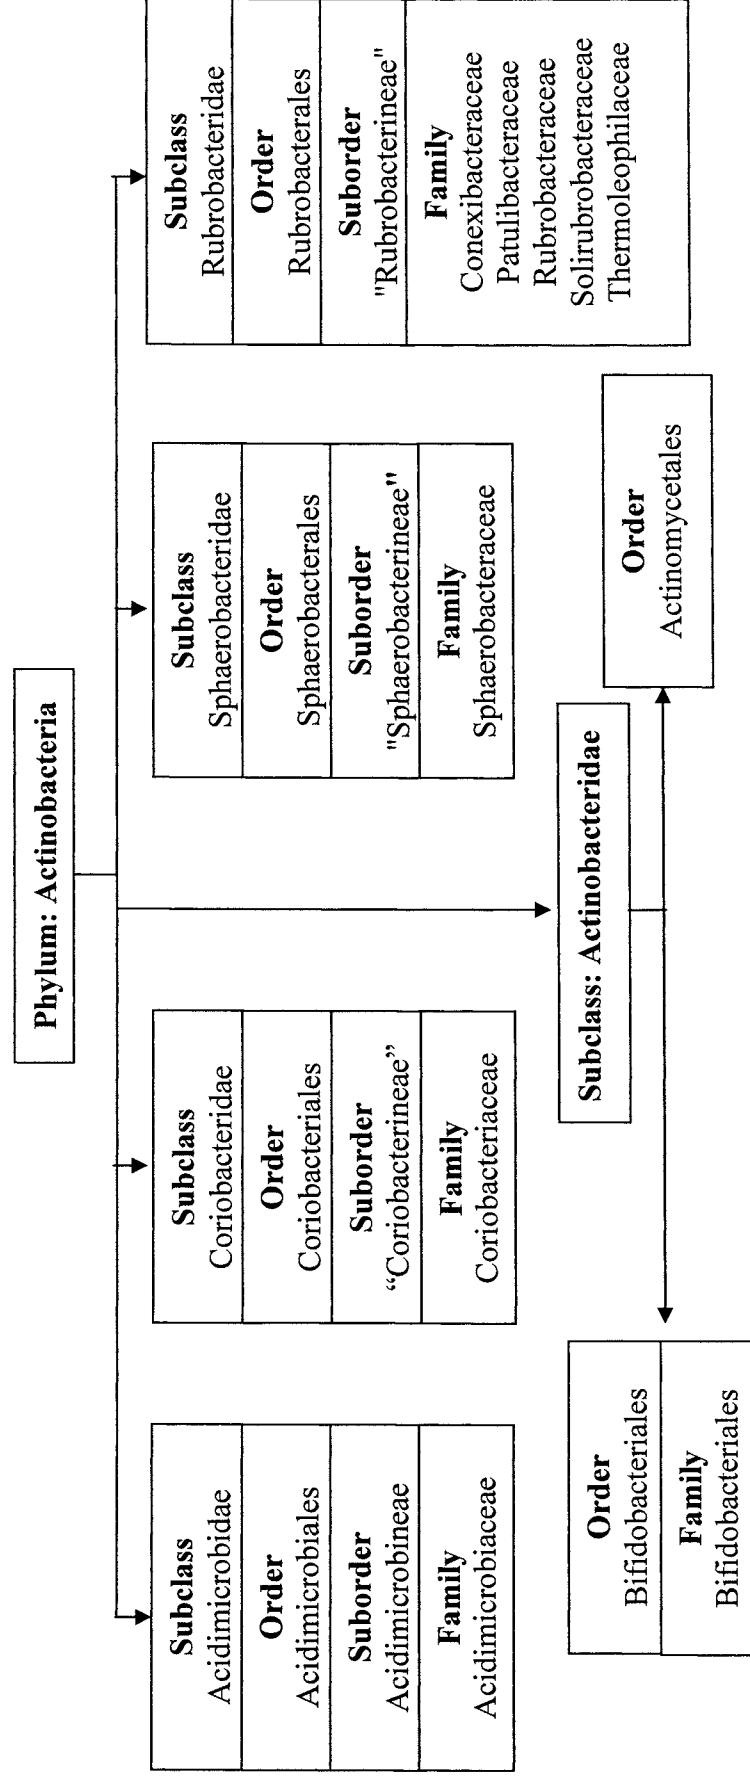 Phylum: Actinobacteria
Subclass
Acidimicrobidae
Order
Acidimicrobiales
Suborder
Acidimicrobineae
Family
Acidimicrobiaceae
Subclass
Coriobacteridae
Order
Coriobacteriales
Suborder
“Coriobacterineae”
Family
Coriobacteriaceae
Subclass
Sphaerobacteridae
Order
Sphaerobacterales
Suborder
"Sphaerobacterineae"
Family
Sphaerobacteraceae
Subclass
Rubrobacteridae
Order
Rubrobacterales
Suborder
"Rubrobacterineae"
Family
Conexibacteraceae
Patulibacteraceae
Rubrobacteraceae
Solirubrobacteraceae
Thermoleophilaceae
Subclass: Actinobacteridae
Order
Bifidobacteriales
Family
Bifidobacteriales
Order
Actinomycetales